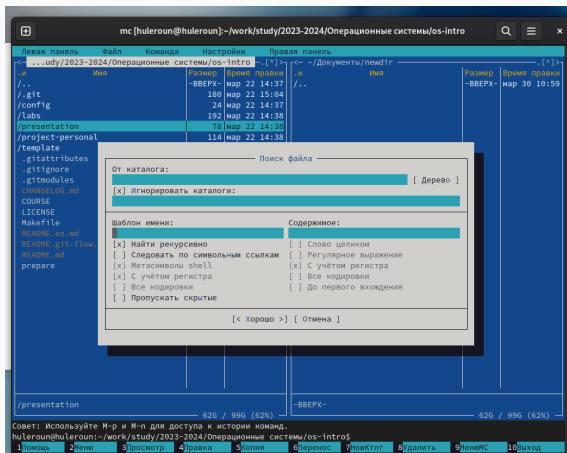 mc [huleroun@huleroun]:~/work/study/2023-2024/Операционные системы/os-intro
Левая панель Файл Команда Настройки Правая панель
<— ...udy/2023-2024/Операционные системы/os-intro —.[^]>
.и Имя Размер Время правки
/.. -ВВЕРХ- мар 22 14:37
/.git 180 мар 22 15:04
/config 24 мар 22 14:37
/labs 192 мар 22 14:38
/presentation 78 мар 22 14:38
/project-personal 114 мар 22 14:38
/template
.gitattributes
.gitignore
.gitmodules
CHANGELOG.md
COURSE
LICENSE
Makefile
README.en.md
README.git-flow.
README.md
prepare
/presentation
62G / 99G (62%)
<— ~/Документы/newdir —.[^]>
.и Имя Размер Время правки
/.. -ВВЕРХ- мар 30 10:59
-ВВЕРХ-
62G / 99G (62%)
Поиск файла
От каталога:
[ Дерево ]
[x] Игнорировать каталоги:
Шаблон имени: Содержимое:
[x] Найти рекурсивно [ ] Слово целиком
[ ] Следовать по символьным ссылкам [ ] Регулярное выражение
[x] Метасимволы shell [x] С учётом регистра
[x] С учётом регистра [ ] Все кодировки
[ ] Все кодировки [ ] До первого вхождения
[ ] Пропускать скрытые
[< Хорошо >] [ Отмена ]
Совет: Используйте M-p и M-n для доступа к истории команд.
huleroun@huleroun:~/work/study/2023-2024/Операционные системы/os-intro$
1Помощь 2Меню 3Просмотр 4Правка 5Копия 6Перенос 7НовКтлг 8Удалить 9МенюMC 10Выход